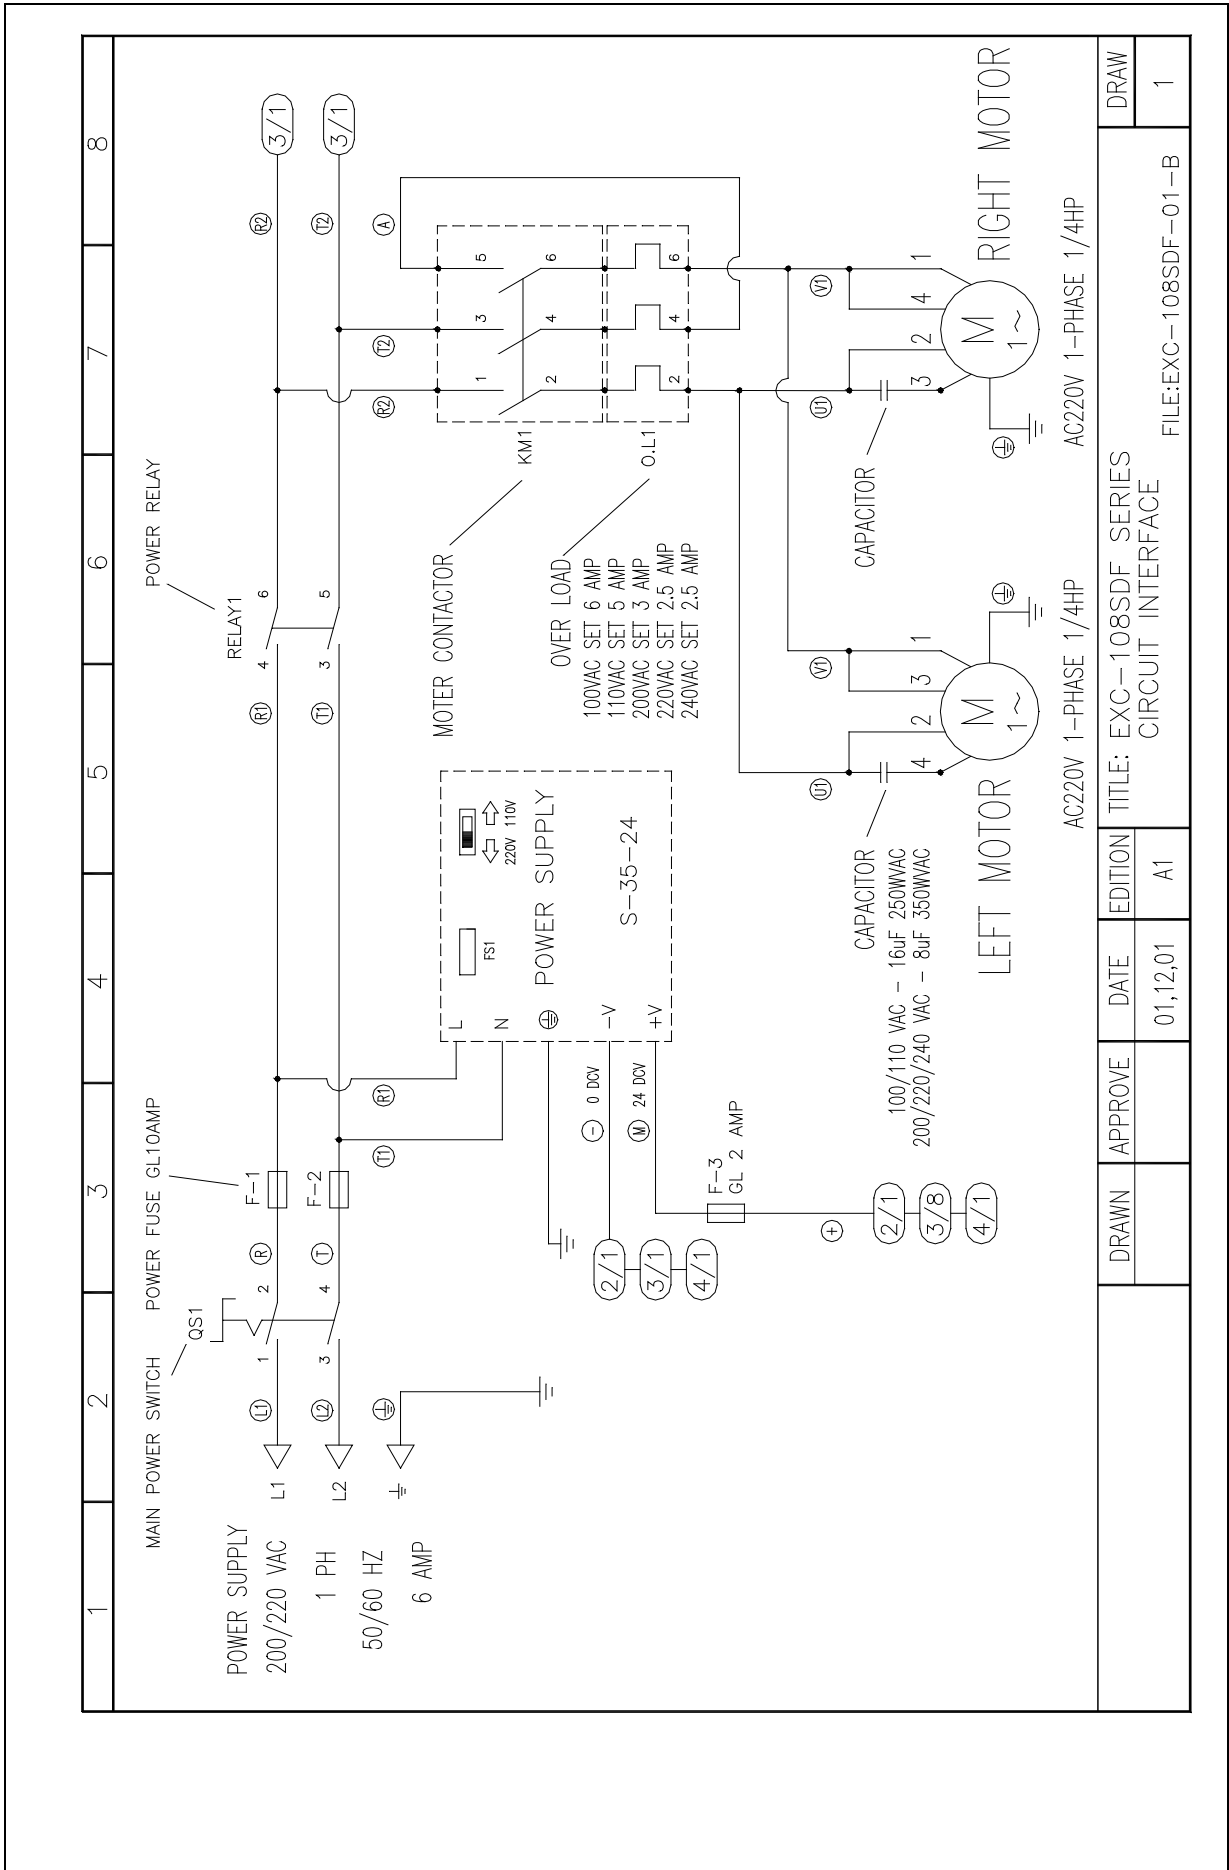 1
2
3
4
5
6
7
8
MAIN POWER SWITCH
POWER FUSE GL10AMP
POWER RELAY
QS1
F-1
F-2
RELAY1
POWER SUPPLY
200/220 VAC
1 PH
50/60 HZ
6 AMP
L1
L1
1
2
R
R1
4
6
R2
3/1
L2
L2
3
4
T
T1
3
5
T2
3/1
R1
T1
R2
T2
A
L
N
-V
+V
FS1
220V 110V
POWER SUPPLY
S-35-24
- 0 DCV
M 24 DCV
F-3
GL 2 AMP
+
2/1
3/1
4/1
2/1
3/8
4/1
MOTER CONTACTOR
KM1
1
3
5
2
4
6
OVER LOAD
O.L1
2
4
6
100VAC SET 6 AMP
110VAC SET 5 AMP
200VAC SET 3 AMP
220VAC SET 2.5 AMP
240VAC SET 2.5 AMP
CAPACITOR
100/110 VAC - 16uF 250WVAC
200/220/240 VAC - 8uF 350WVAC
U1
V1
4
2
3
1
M
1~
LEFT MOTOR
AC220V 1-PHASE 1/4HP
CAPACITOR
U1
V1
3
2
4
1
M
1~
RIGHT MOTOR
AC220V 1-PHASE 1/4HP
DRAWN
APPROVE
DATE
01,12,01
EDITION
A1
TITLE: EXC-108SDF SERIES
CIRCUIT INTERFACE
FILE:EXC-108SDF-01-B
DRAW
1